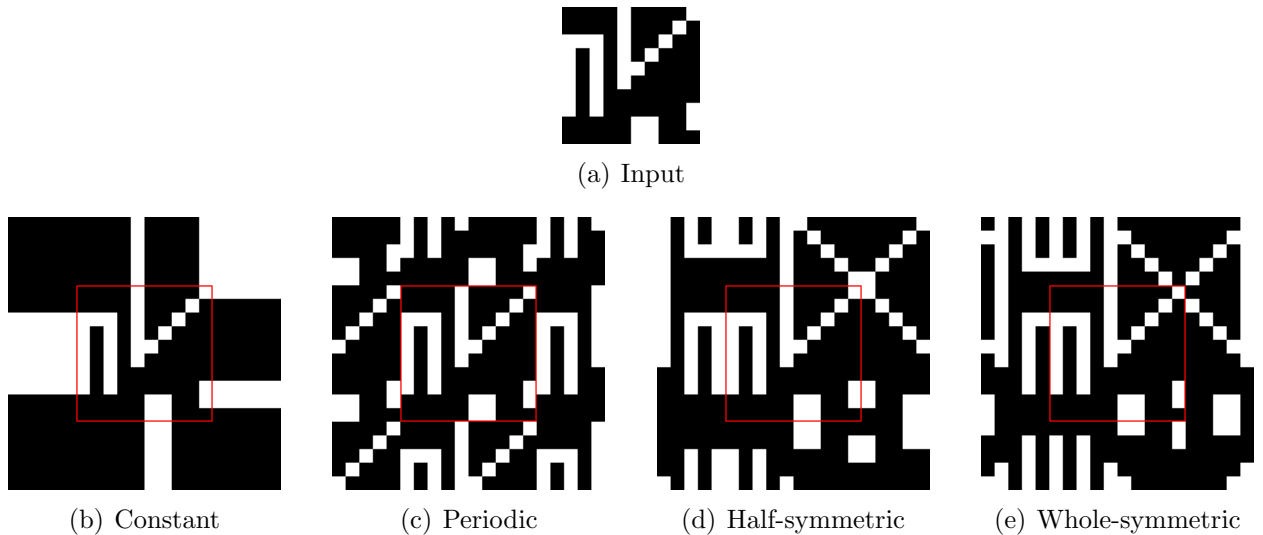 (a) Input
(b) Constant
(c) Periodic
(d) Half-symmetric
(e) Whole-symmetric